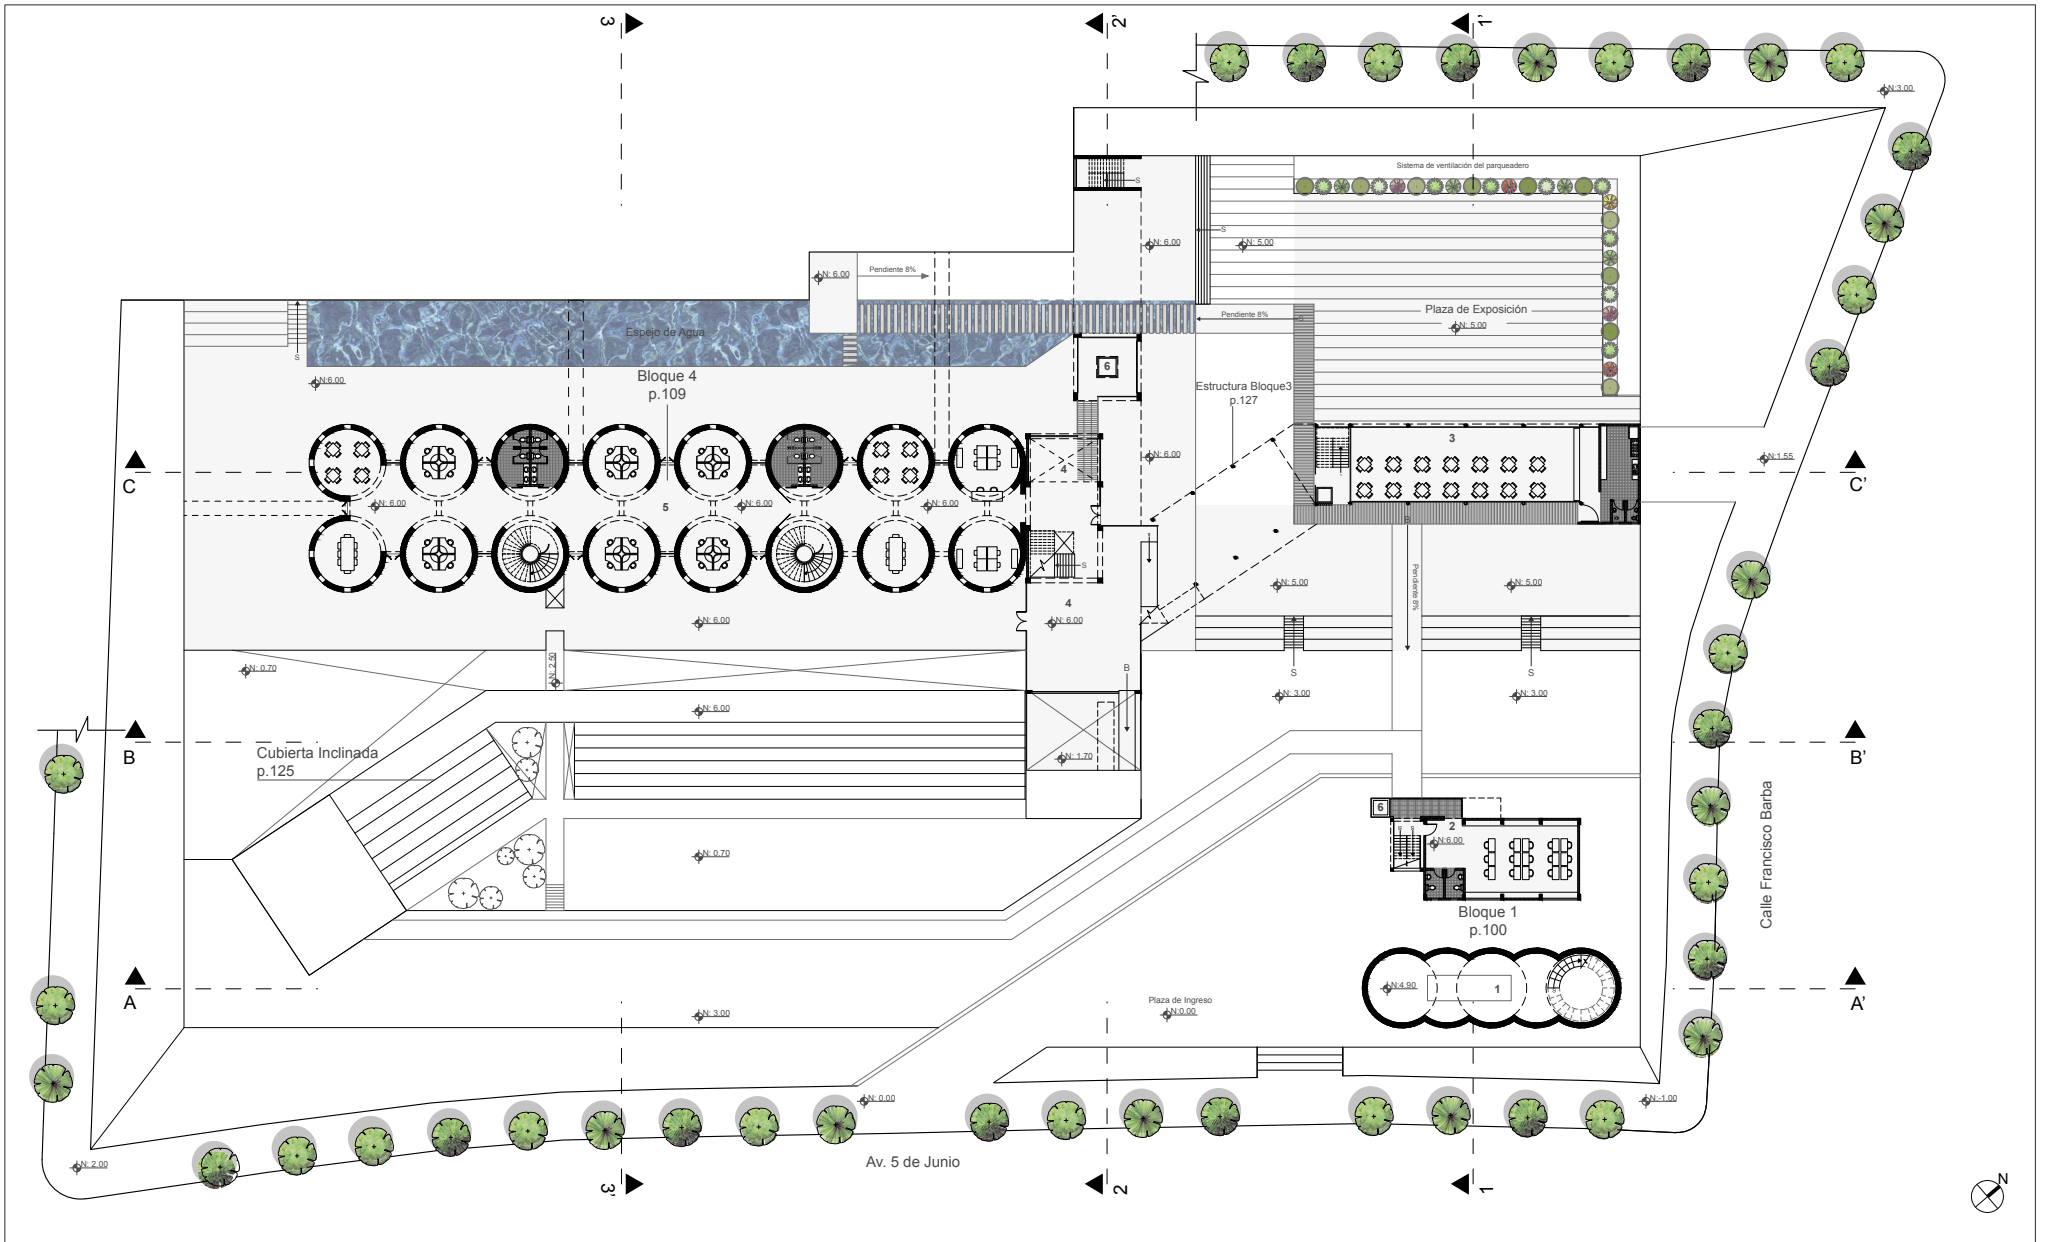 3
2'
1'
N:3.00
Sistema de ventilación del parqueadero
S
N: 6.00
S
N: 5.00
N: 6.00
Pendiente 8%
Plaza de Exposición
N: 5.00
Pendiente 8%
S
Espejo de Agua
S
N:6.00
Bloque 4
p.109
6
Estructura Bloque3
p.127
3
C
N: 6.00
N:1.55
C'
4
N: 6.00
5
N: 6.00
N: 6.00
B
S
N: 5.00
N: 5.00
Pendiente 8%
4
N: 6.00
N: 6.00
N: 2.50
N: 0.70
S
S
B
N: 3.00
N: 3.00
N: 6.00
B
Cubierta Inclinada
p.125
N: 1.70
B'
Calle Francisco Barba
6
2
N:6.00
N: 0.70
Bloque 1
p.100
A
N:4.90
1
A'
Plaza de Ingreso
N:0.00
N: 3.00
N: 0.00
N:-1.00
N: 2.00
Av. 5 de Junio
3'
2
1
N